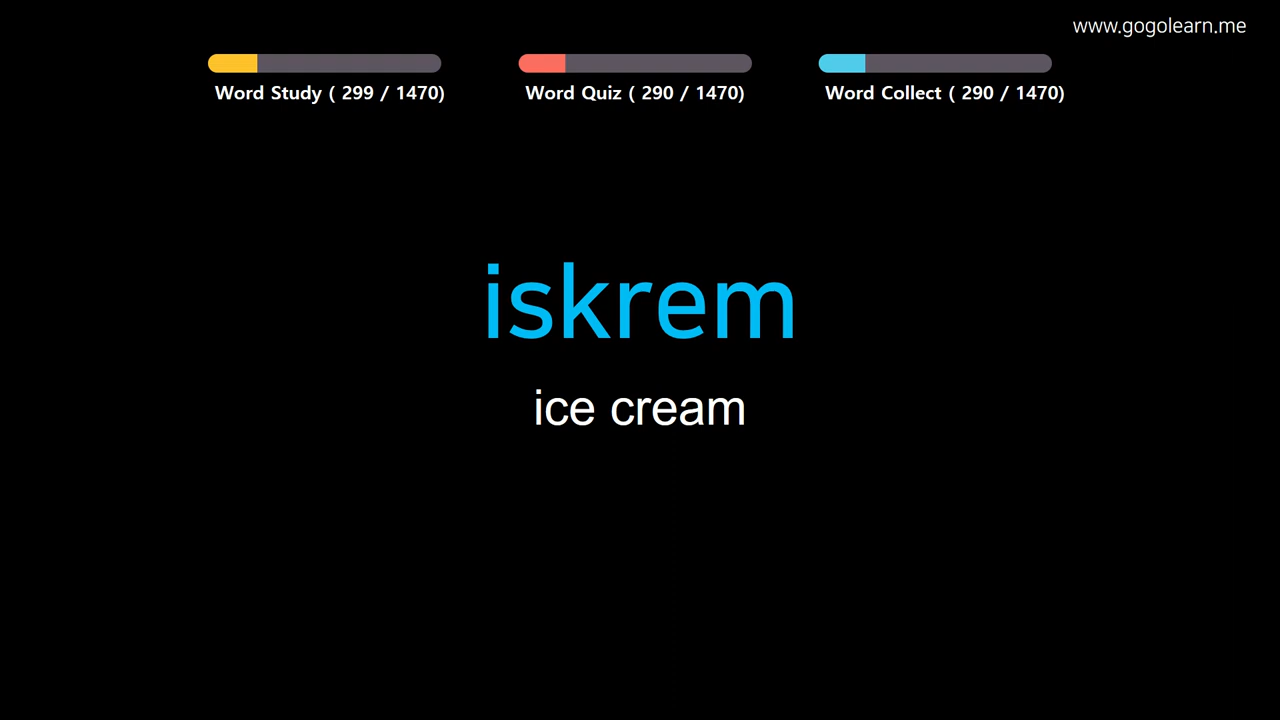 www.gogolearn.me
Word Study ( 299 / 1470)
Word Quiz ( 290 / 1470)
Word Collect ( 290 / 1470)
iskrem
ice cream